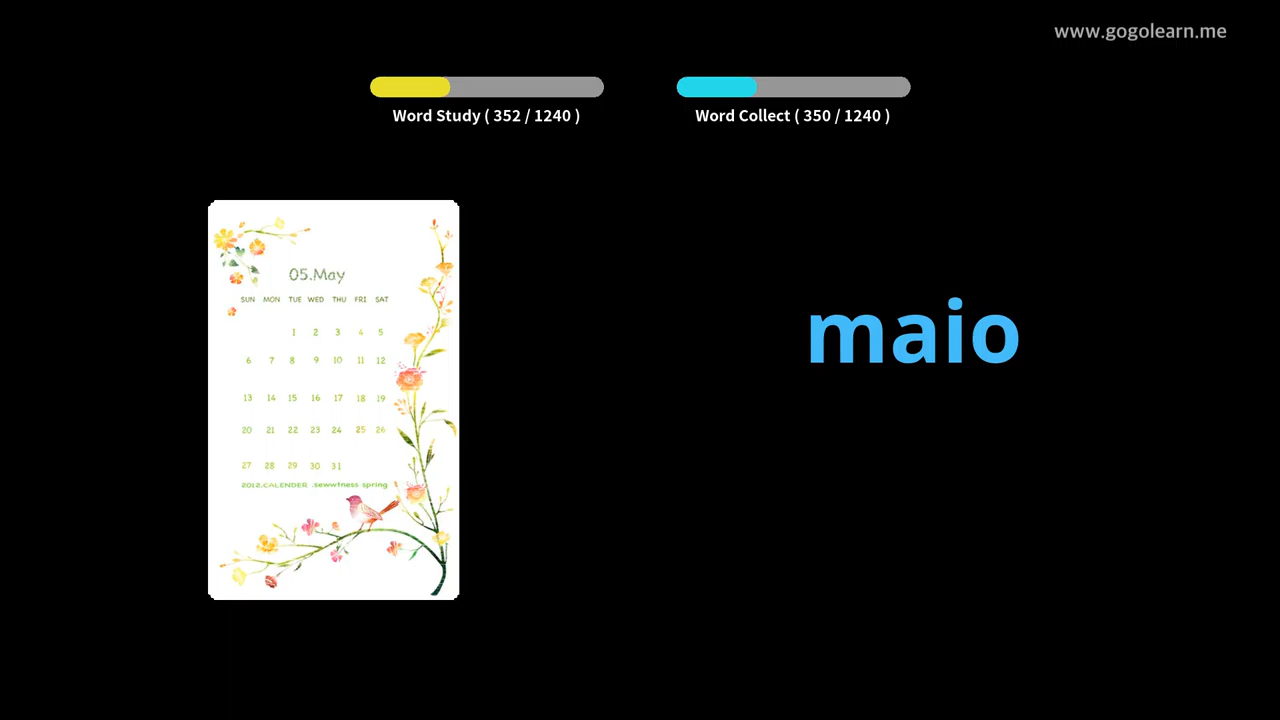 www.gogolearn.me
Word Study ( 352 / 1240 )
Word Collect ( 350 / 1240 )
05.May
SUN MON TUE WED THU FRI SAT
1 2 3 4 5
6 7 8 9 10 11 12
13 14 15 16 17 18 19
20 21 22 23 24 25 26
27 28 29 30 31
2012.CALENDER .sewwtness spring
maio